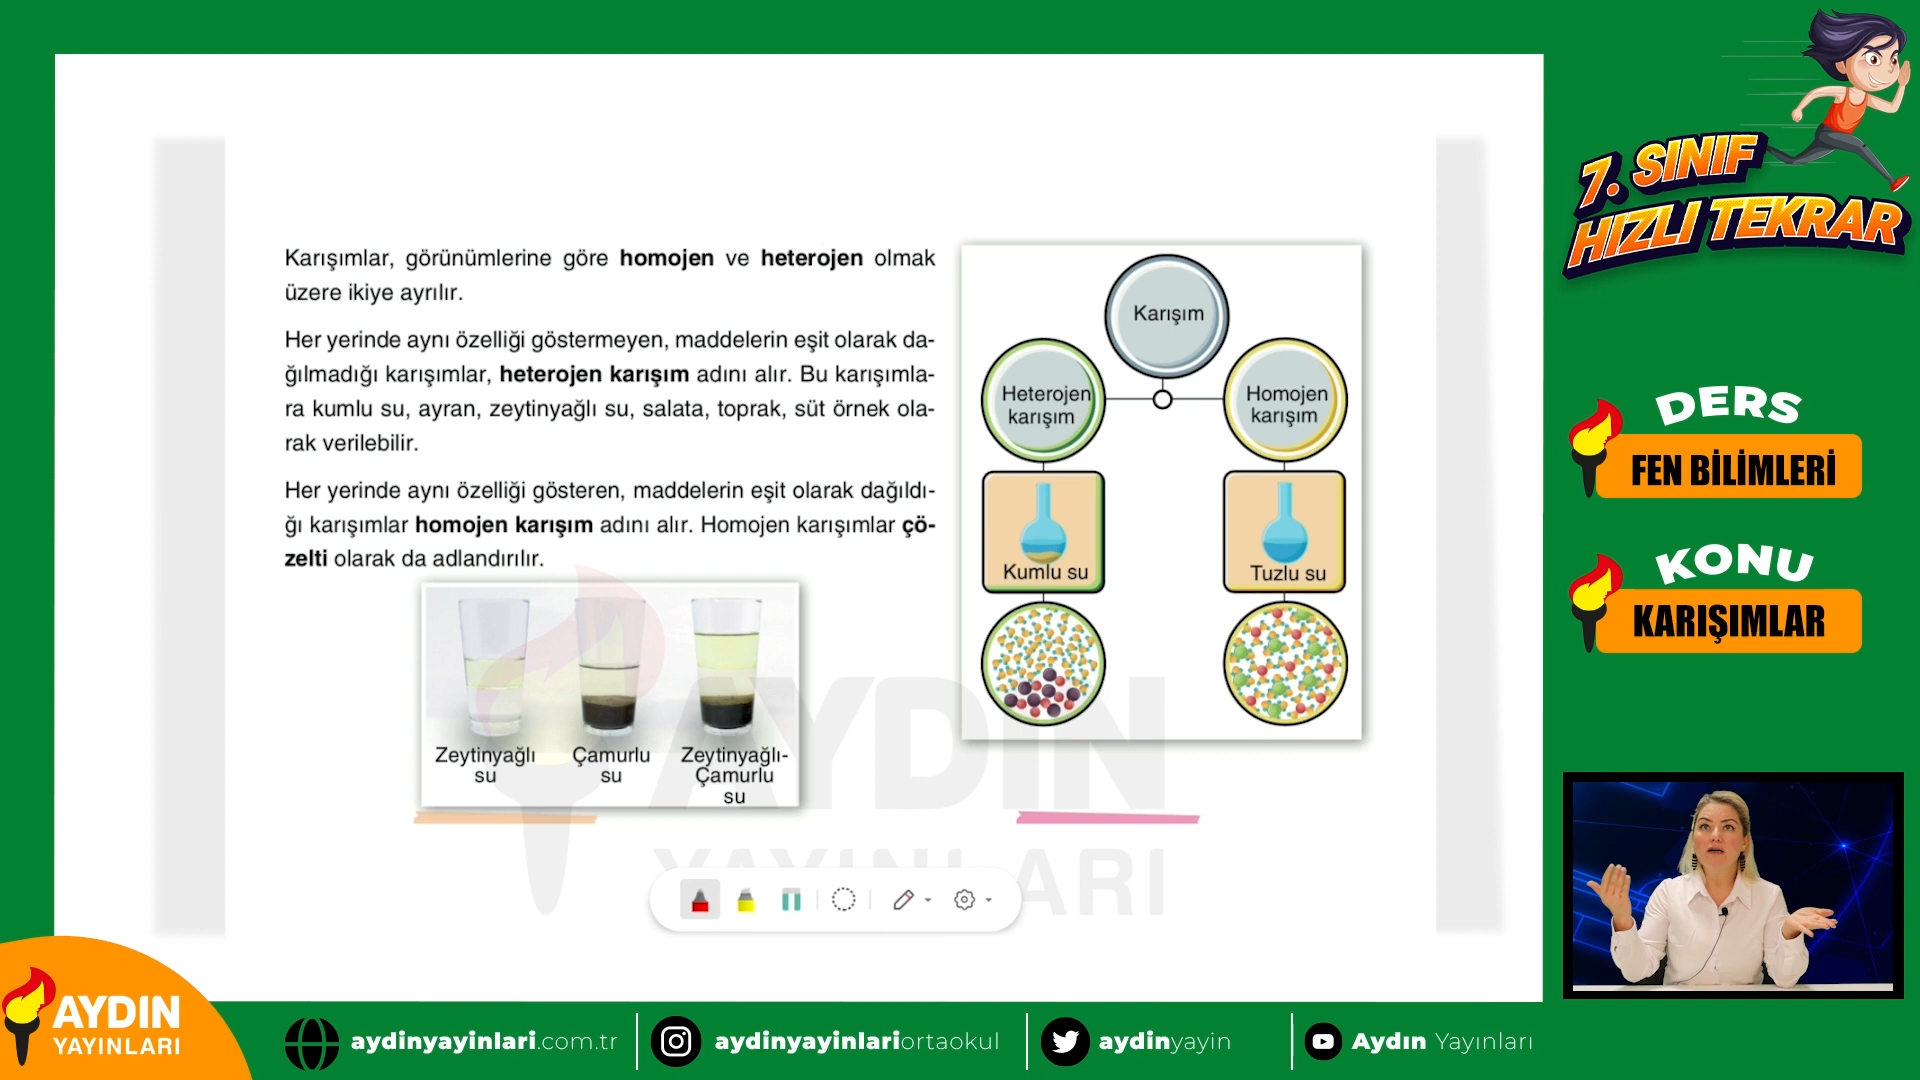 Karışımlar, görünümlerine göre homojen ve heterojen olmak
üzere ikiye ayrılır.
Her yerinde aynı özelliği göstermeyen, maddelerin eşit olarak da-
ğılmadığı karışımlar, heterojen karışım adını alır. Bu karışımla-
ra kumlu su, ayran, zeytinyağlı su, salata, toprak, süt örnek ola-
rak verilebilir.
Her yerinde aynı özelliği gösteren, maddelerin eşit olarak dağıldı-
ğı karışımlar homojen karışım adını alır. Homojen karışımlar çö-
zelti olarak da adlandırılır.
Zeytinyağlı
su
Çamurlu
su
Zeytinyağlı-
Çamurlu
su
Karışım
Heterojen
karışım
Homojen
karışım
Kumlu su
Tuzlu su
AYDIN
YAYINLARI
7. SINIF
HIZLI TEKRAR
DERS
FEN BİLİMLERİ
KONU
KARIŞIMLAR
AYDIN
YAYINLARI
aydinyayinlari.com.tr
aydinyayinlariortaokul
aydinyayin
Aydın Yayınları